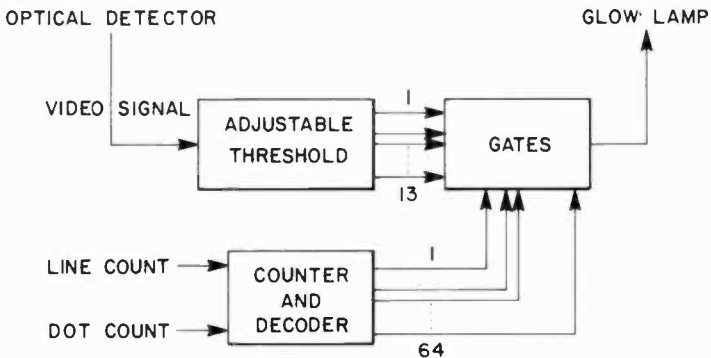 OPTICAL DETECTOR
GLOW LAMP
VIDEO SIGNAL
ADJUSTABLE
THRESHOLD
1
13
GATES
LINE COUNT
DOT COUNT
COUNTER
AND
DECODER
1
64